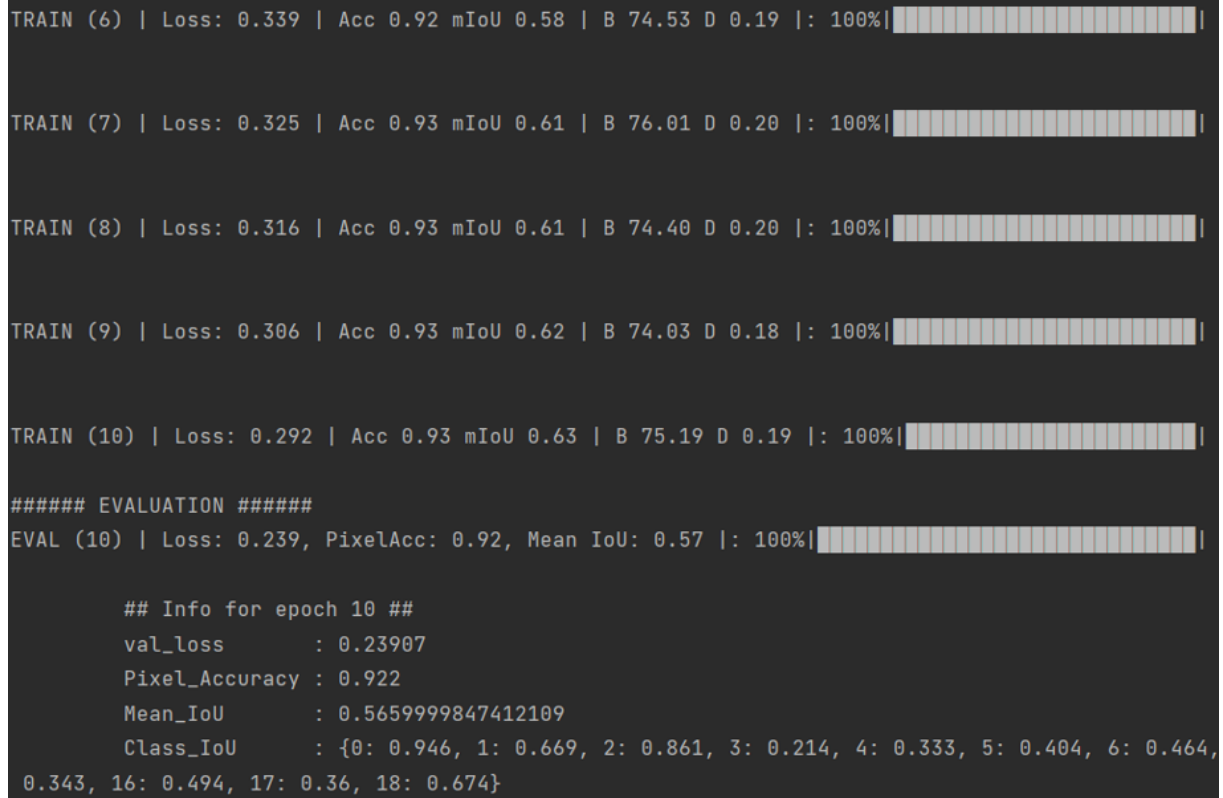 TRAIN (6) | Loss: 0.339 | Acc 0.92 mIoU 0.58 | B 74.53 D 0.19 |: 100%|
TRAIN (7) | Loss: 0.325 | Acc 0.93 mIoU 0.61 | B 76.01 D 0.20 |: 100%|
TRAIN (8) | Loss: 0.316 | Acc 0.93 mIoU 0.61 | B 74.40 D 0.20 |: 100%|
TRAIN (9) | Loss: 0.306 | Acc 0.93 mIoU 0.62 | B 74.03 D 0.18 |: 100%|
TRAIN (10) | Loss: 0.292 | Acc 0.93 mIoU 0.63 | B 75.19 D 0.19 |: 100%|
###### EVALUATION ######
EVAL (10) | Loss: 0.239, PixelAcc: 0.92, Mean IoU: 0.57 |: 100%|
## Info for epoch 10 ##
val_loss : 0.23907
Pixel_Accuracy : 0.922
Mean_IoU : 0.5659999847412109
Class_IoU : {0: 0.946, 1: 0.669, 2: 0.861, 3: 0.214, 4: 0.333, 5: 0.404, 6: 0.464,
0.343, 16: 0.494, 17: 0.36, 18: 0.674}